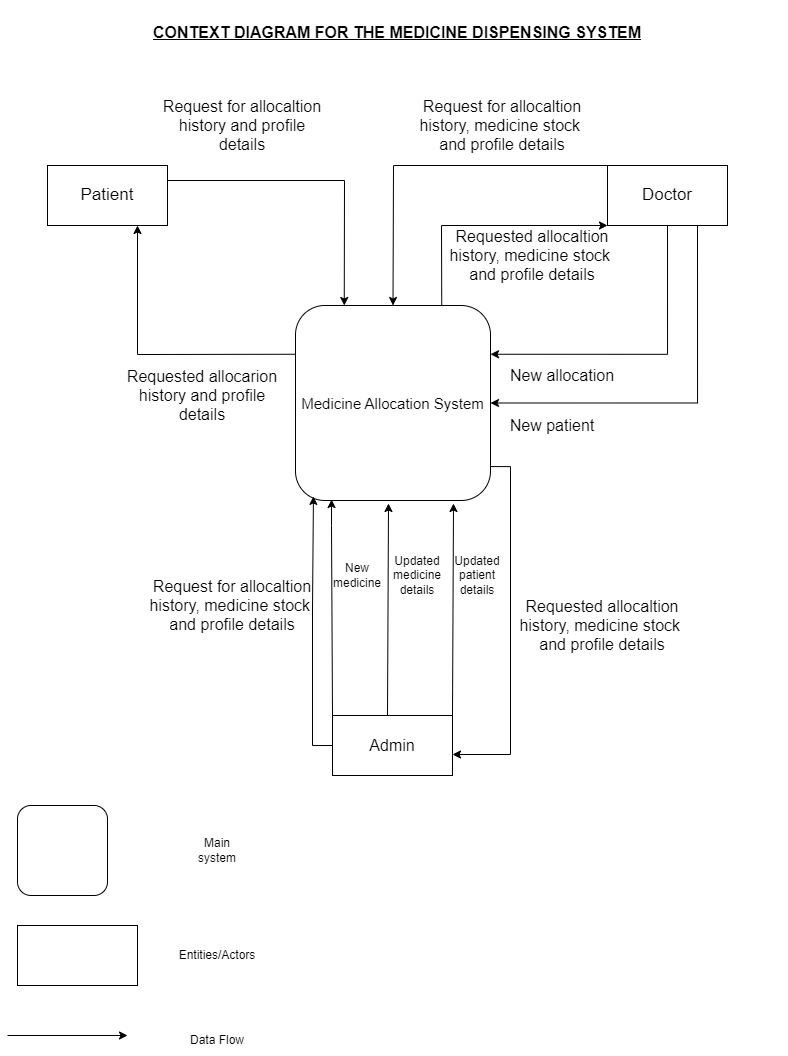 CONTEXT DIAGRAM FOR THE MEDICINE DISPENSING SYSTEM
Request for allocaltion
history and profile
details
Request for allocaltion
history, medicine stock
and profile details
Patient
Doctor
Requested allocaltion
history, medicine stock
and profile details
Requested allocarion
history and profile
details
Medicine Allocation System
New allocation
New patient
Request for allocaltion
history, medicine stock
and profile details
New
medicine
Updated
medicine
details
Updated
patient
details
Requested allocaltion
history, medicine stock
and profile details
Admin
Main
system
Entities/Actors
Data Flow